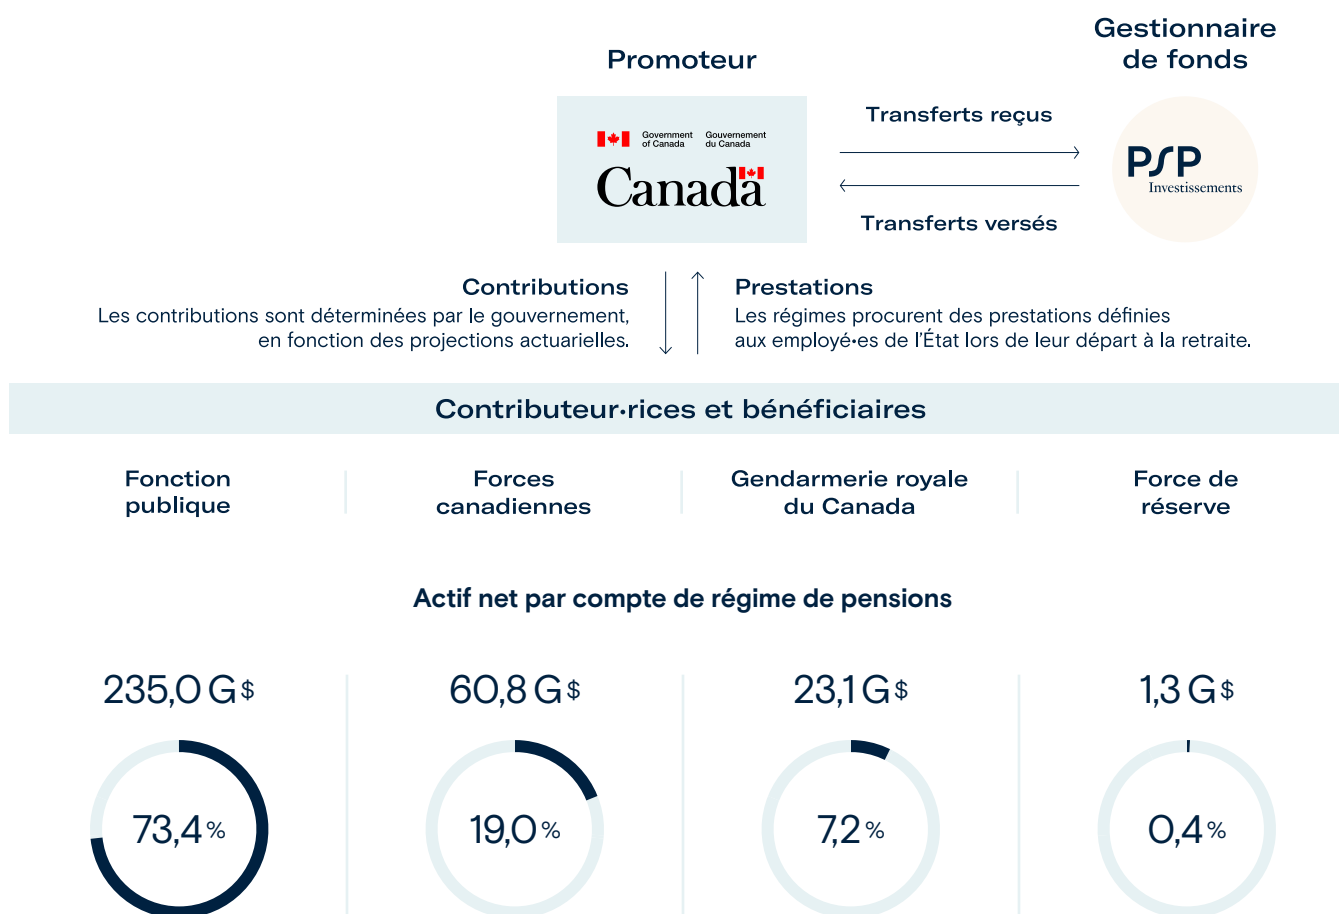 Promoteur
Gestionnaire
de fonds
Government
of Canada
Gouvernement
du Canada
Canada
Transferts reçus
Transferts versés
PSP
Investissements
Contributions
Les contributions sont déterminées par le gouvernement,
en fonction des projections actuarielles.
Prestations
Les régimes procurent des prestations définies
aux employé·es de l’État lors de leur départ à la retraite.
Contributeur·rices et bénéficiaires
Fonction
publique
Forces
canadiennes
Gendarmerie royale
du Canada
Force de
réserve
Actif net par compte de régime de pensions
235,0 G$
60,8 G$
23,1 G$
1,3 G$
73,4 %
19,0 %
7,2 %
0,4 %